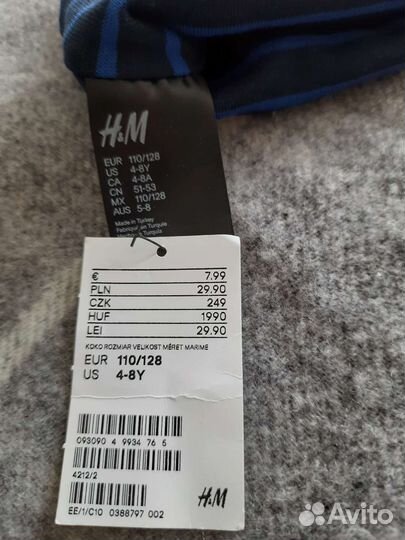 H&M
EUR 110/128
US 4-8Y
CA 4-8A
CN 51-53
MX 110/128
AUS 5-8
Made in Turkey
Fabriqué en Turquie
€ 7.99
PLN 29.90
CZK 249
HUF 1990
LEI 29.90
KOKO ROZMIAR VELIKOST MÉRET MARIME
EUR 110/128
US 4-8Y
093090 4 9934 76 5
4212/2
H&M
EE/1/C10 0388797 002
Avito